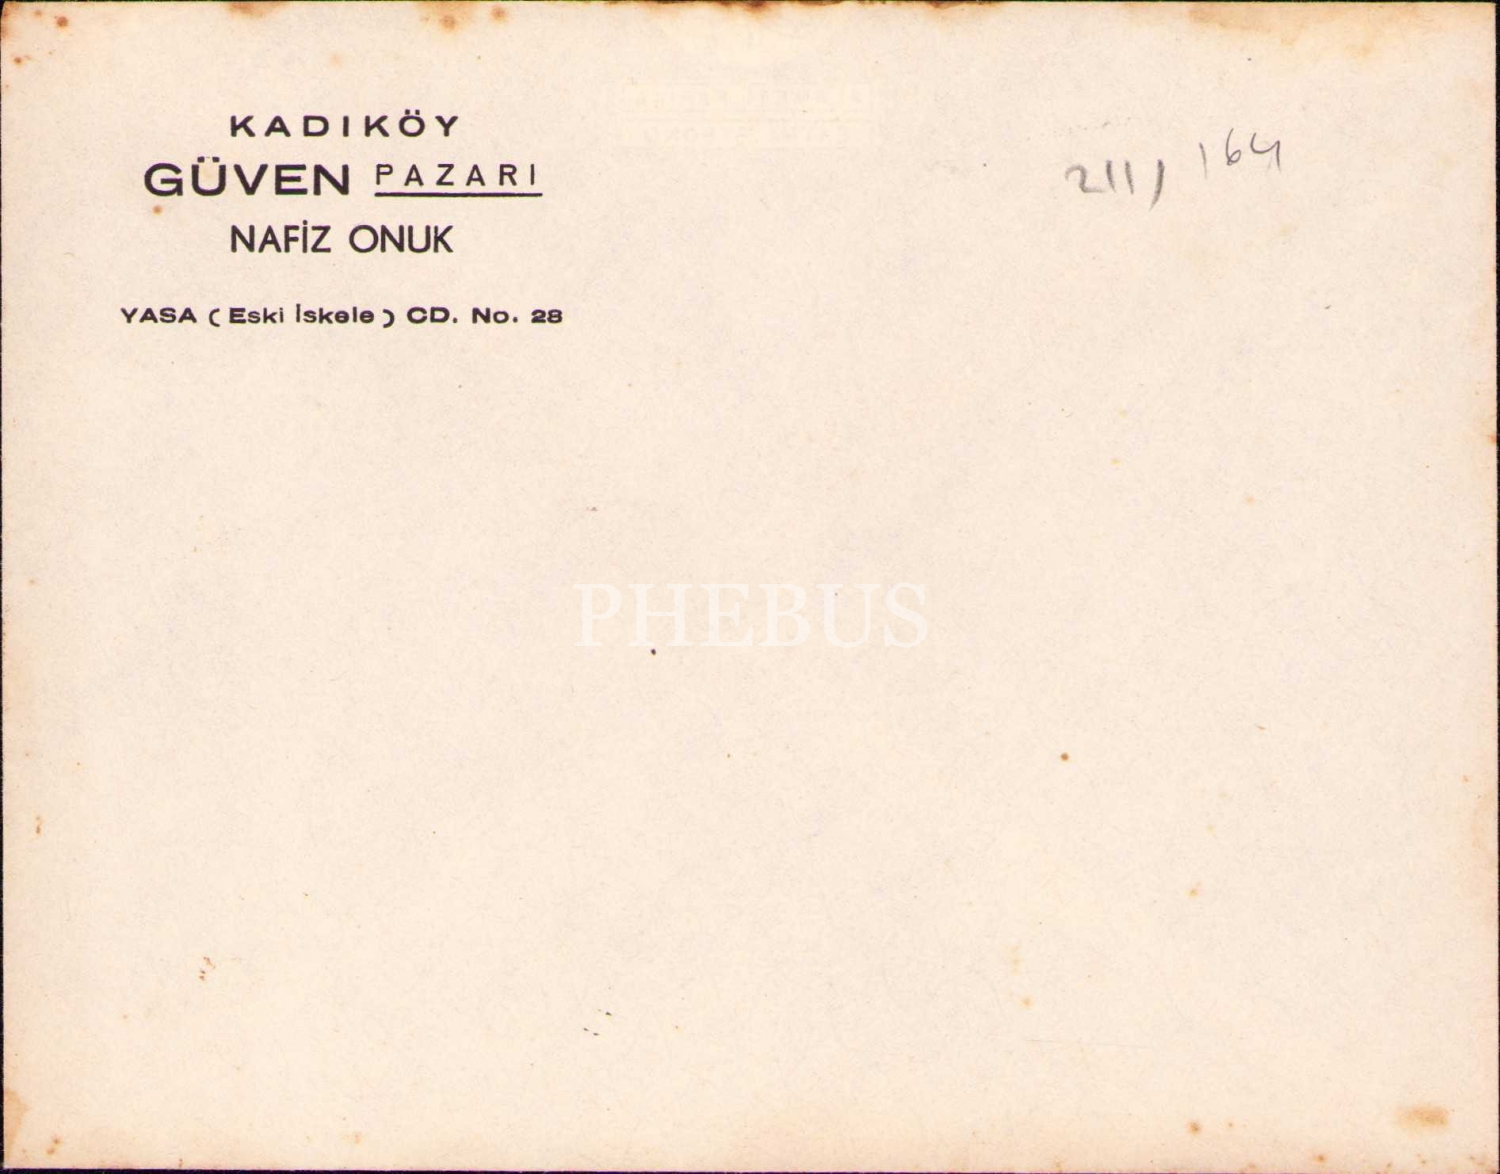 KADIKÖY
GÜVEN PAZARI
NAFİZ ONUK
YASA ( Eski İskele ) CD. No. 28
211) 164
PHEBUS